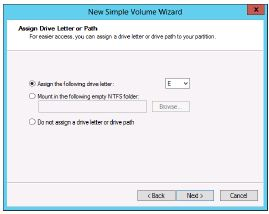 New Simple Volume Wizard
x
Assign Drive Letter or Path
For easier access, you can assign a drive letter or drive path to your partition.
Assign the following drive letter: E
Mount in the following empty NTFS folder:
Browse...
Do not assign a drive letter or drive path
< Back Next > Cancel